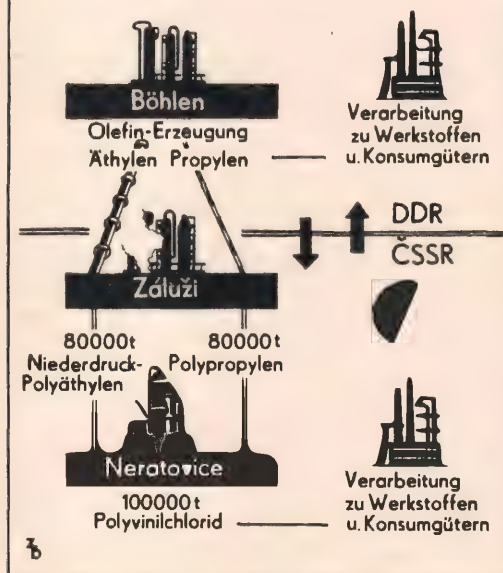 Böhlen
Olefin-Erzeugung
Äthylen Propylen
Verarbeitung
zu Werkstoffen
u. Konsumgütern
DDR
ČSSR
Záluží
80000t
Niederdruck-
Polyäthylen
80000t
Polypropylen
Neratovice
100000t
Polyvinilchlorid
Verarbeitung
zu Werkstoffen
u. Konsumgütern